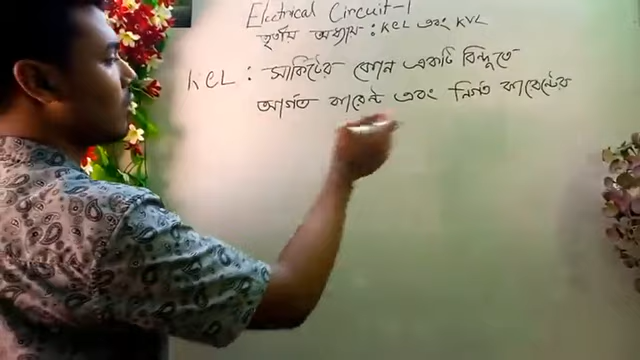 Electrical Circuit-1
তৃতীয় অধ্যায় : KCL এবং KVL
KCL : সার্কিটের কোন একটি বিন্দুতে
আগত কারেন্ট এবং নির্গত কারেন্টের